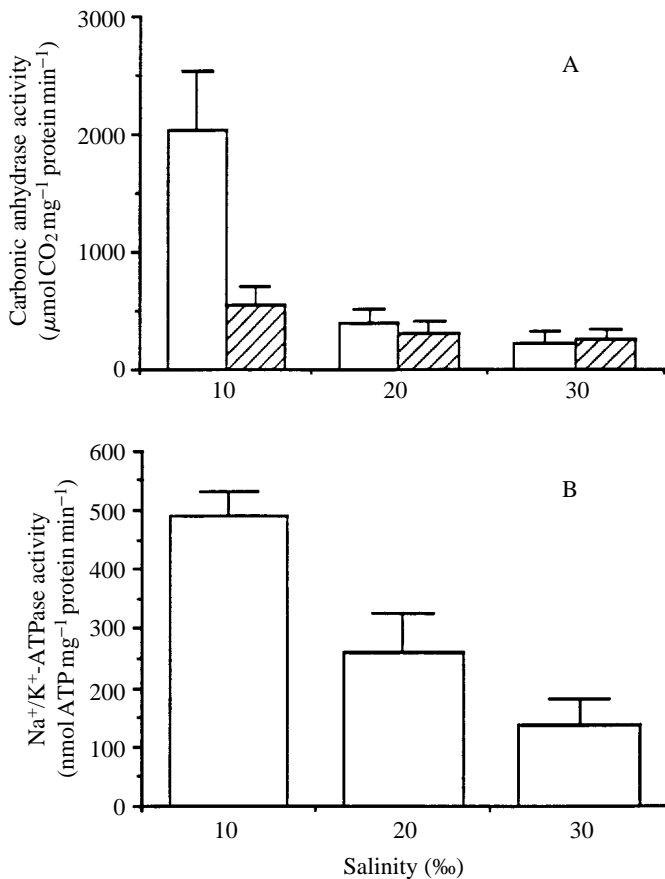 Carbonic anhydrase activity
(μmol CO₂ mg⁻¹ protein min⁻¹)
3000
2000
1000
0
A
10
20
30
Na⁺/K⁺-ATPase activity
(nmol ATP mg⁻¹ protein min⁻¹)
600
500
400
300
200
100
0
B
10
20
30
Salinity (‰)